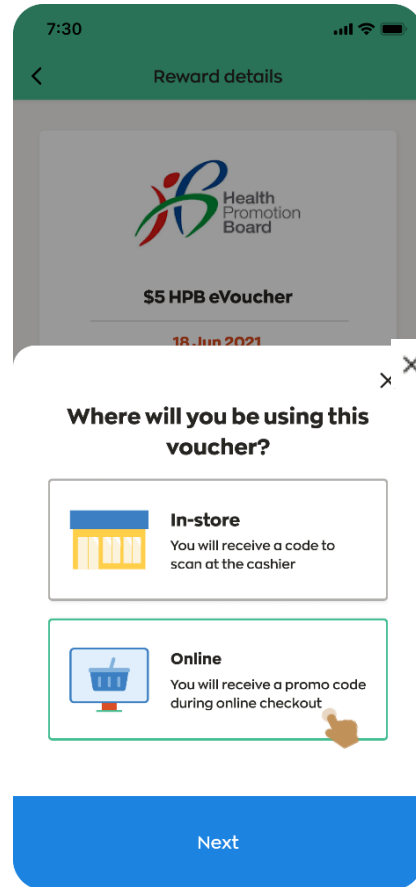 7:30
Reward details
Health
Promotion
Board
$5 HPB eVoucher
18 Jun 2021
Where will you be using this
voucher?
In-store
You will receive a code to
scan at the cashier
Online
You will receive a promo code
during online checkout
Next